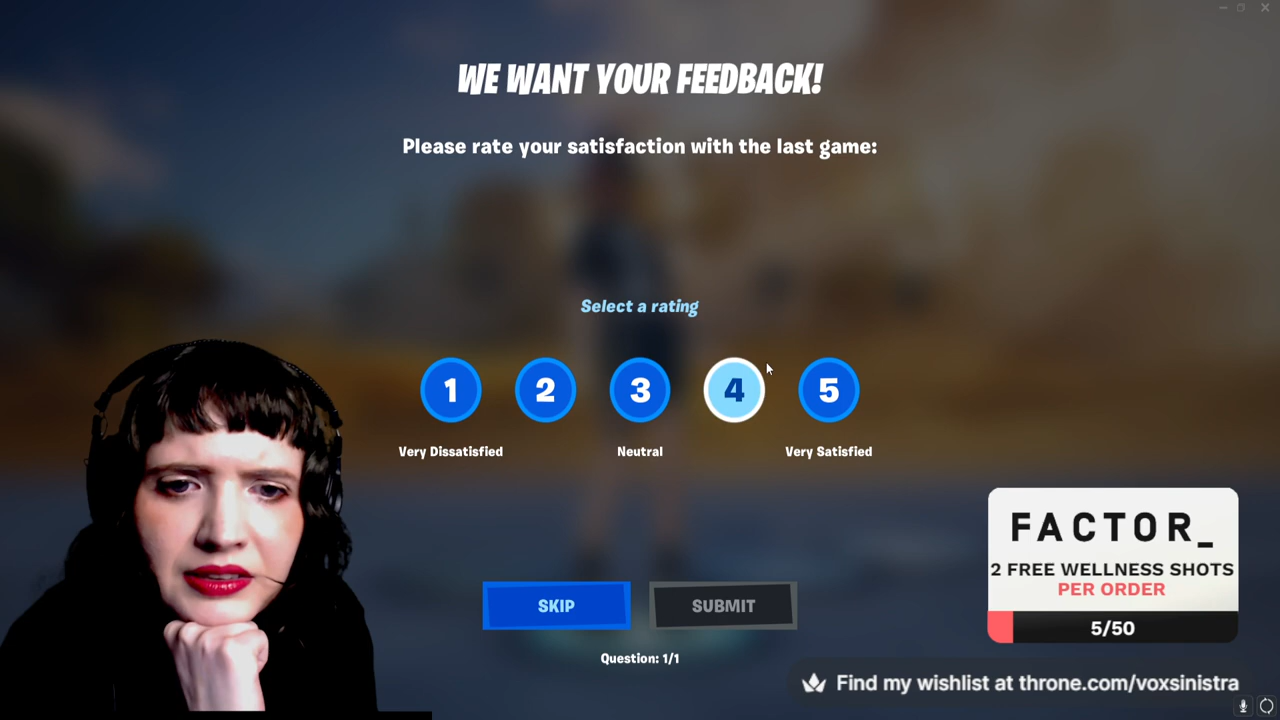 WE WANT YOUR FEEDBACK!
Please rate your satisfaction with the last game:
Select a rating
1 2 3 4 5
Very Dissatisfied Neutral Very Satisfied
FACTOR_
2 FREE WELLNESS SHOTS
PER ORDER
5/50
SKIP SUBMIT
Question: 1/1
Find my wishlist at throne.com/voxsinistra